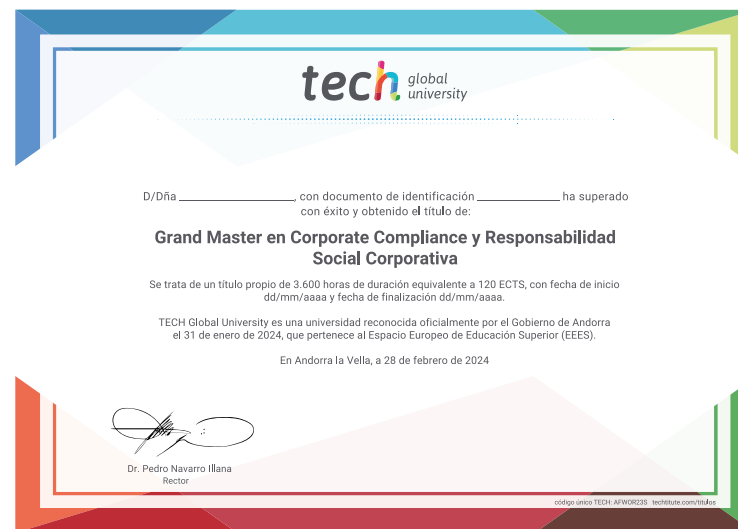 tech global
university
D/Dña ____________________, con documento de identificación ______________ ha superado
con éxito y obtenido el título de:
Grand Master en Corporate Compliance y Responsabilidad
Social Corporativa
Se trata de un título propio de 3.600 horas de duración equivalente a 120 ECTS, con fecha de inicio
dd/mm/aaaa y fecha de finalización dd/mm/aaaa.
TECH Global University es una universidad reconocida oficialmente por el Gobierno de Andorra
el 31 de enero de 2024, que pertenece al Espacio Europeo de Educación Superior (EEES).
En Andorra la Vella, a 28 de febrero de 2024
Dr. Pedro Navarro Illana
Rector
código único TECH: AFWOR23S techtitute.com/titulos